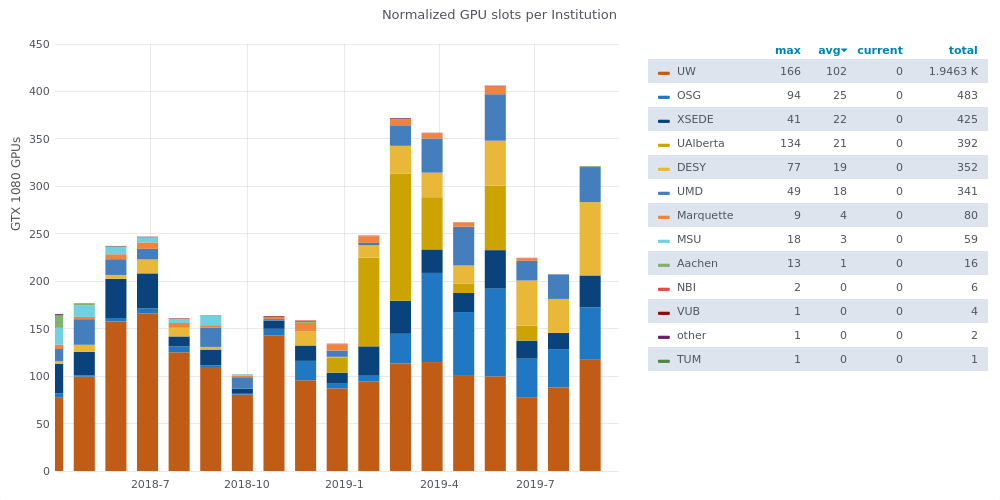 Normalized GPU slots per Institution
GTX 1080 GPUs
450
400
350
300
250
200
150
100
50
0
2018-7 2018-10 2019-1 2019-4 2019-7
max avg current total
UW 166 102 0 1.9463 K
OSG 94 25 0 483
XSEDE 41 22 0 425
UAlberta 134 21 0 392
DESY 77 19 0 352
UMD 49 18 0 341
Marquette 9 4 0 80
MSU 18 3 0 59
Aachen 13 1 0 16
NBI 2 0 0 6
VUB 1 0 0 4
other 1 0 0 2
TUM 1 0 0 1